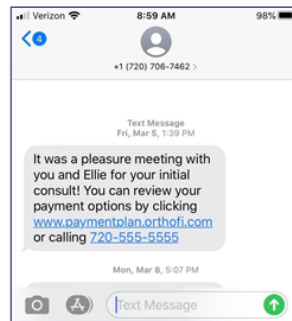 Verizon 8:59 AM 98%
4
+1 (720) 706-7462 >
Text Message
Fri, Mar 5, 1:39 PM
It was a pleasure meeting with
you and Ellie for your initial
consult! You can review your
payment options by clicking
www.paymentplan.orthofi.com
or calling 720-555-5555
Mon, Mar 8, 5:07 PM
Text Message